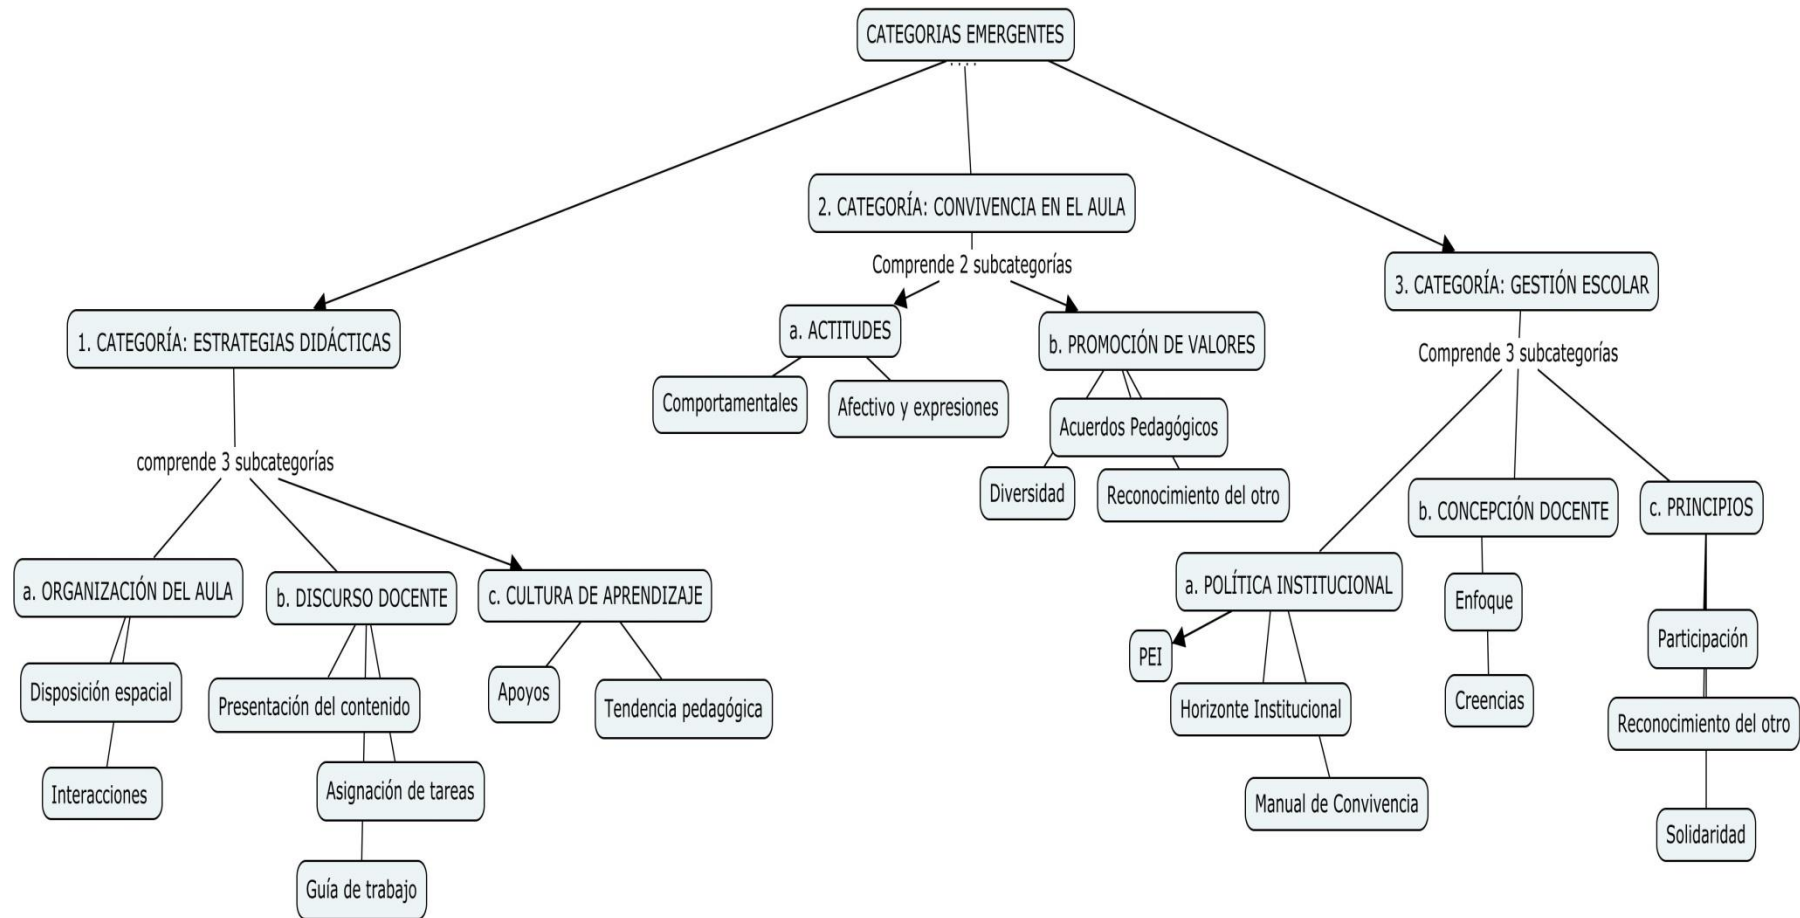 CATEGORIAS EMERGENTES
....
2. CATEGORÍA: CONVIVENCIA EN EL AULA
Comprende 2 subcategorías
3. CATEGORÍA: GESTIÓN ESCOLAR
1. CATEGORÍA: ESTRATEGIAS DIDÁCTICAS
a. ACTITUDES
b. PROMOCIÓN DE VALORES
Comprende 3 subcategorías
Comportamentales
Afectivo y expresiones
Acuerdos Pedagógicos
comprende 3 subcategorías
Diversidad
Reconocimiento del otro
b. CONCEPCIÓN DOCENTE
c. PRINCIPIOS
a. ORGANIZACIÓN DEL AULA
b. DISCURSO DOCENTE
c. CULTURA DE APRENDIZAJE
a. POLÍTICA INSTITUCIONAL
Enfoque
Participación
PEI
Disposición espacial
Presentación del contenido
Apoyos
Tendencia pedagógica
Horizonte Institucional
Creencias
Reconocimiento del otro
Interacciones
Asignación de tareas
Manual de Convivencia
Solidaridad
Guía de trabajo